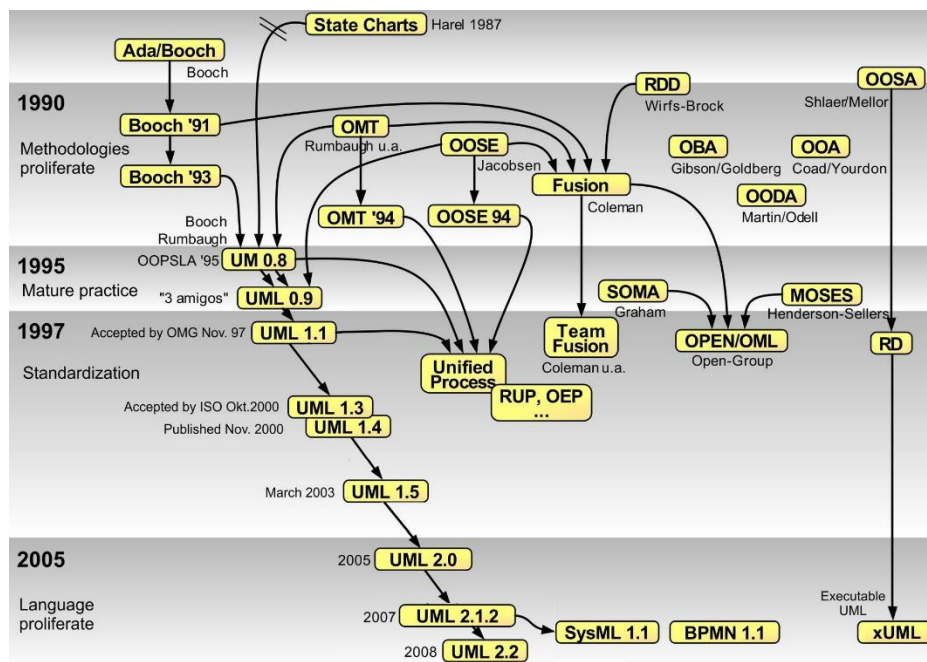 State Charts
Harel 1987
Ada/Booch
Booch
RDD
Wirfs-Brock
OOSA
Shlaer/Mellor
1990
Methodologies
proliferate
Booch '91
OMT
Rumbaugh u.a.
OOSE
Jacobsen
OBA
Gibson/Goldberg
OOA
Coad/Yourdon
Booch '93
Fusion
Coleman
OODA
Martin/Odell
OMT '94
OOSE 94
Booch
Rumbaugh
OOPSLA '95
UM 0.8
1995
Mature practice
"3 amigos"
UML 0.9
SOMA
Graham
MOSES
Henderson-Sellers
1997
Accepted by OMG Nov. 97
UML 1.1
Team
Fusion
Coleman u.a.
OPEN/OML
Open-Group
RD
Standardization
Unified
Process
RUP, OEP
...
Accepted by ISO Okt.2000
UML 1.3
Published Nov. 2000
UML 1.4
March 2003
UML 1.5
2005
Language
proliferate
2005
UML 2.0
2007
UML 2.1.2
Executable
UML
SysML 1.1
BPMN 1.1
xUML
2008
UML 2.2